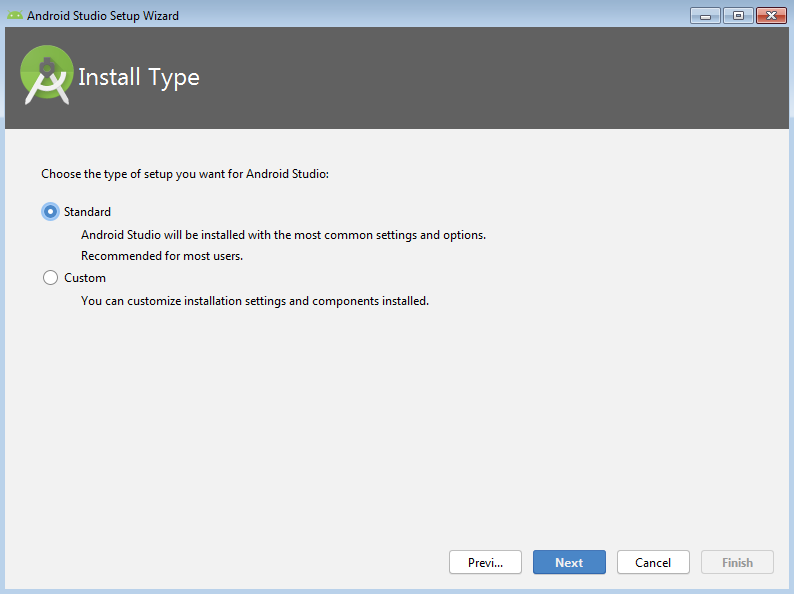 Android Studio Setup Wizard
Install Type
Choose the type of setup you want for Android Studio:
Standard
Android Studio will be installed with the most common settings and options.
Recommended for most users.
Custom
You can customize installation settings and components installed.
Previ... Next Cancel Finish